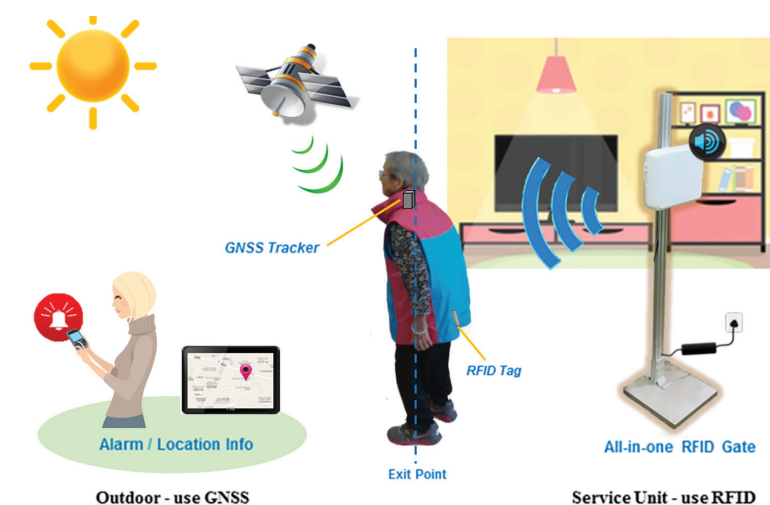 GNSS Tracker
RFID Tag
Alarm / Location Info
All-in-one RFID Gate
Exit Point
Outdoor - use GNSS
Service Unit - use RFID